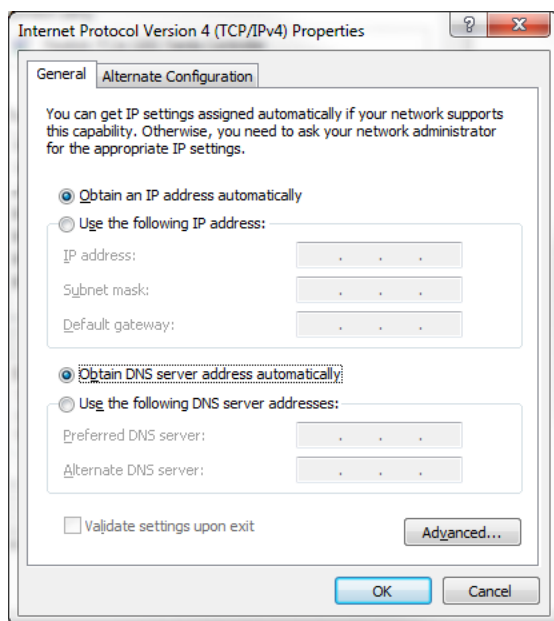 Internet Protocol Version 4 (TCP/IPv4) Properties
General
Alternate Configuration
You can get IP settings assigned automatically if your network supports
this capability. Otherwise, you need to ask your network administrator
for the appropriate IP settings.
Obtain an IP address automatically
Use the following IP address:
IP address:
Subnet mask:
Default gateway:
Obtain DNS server address automatically
Use the following DNS server addresses:
Preferred DNS server:
Alternate DNS server:
Validate settings upon exit
Advanced...
OK
Cancel